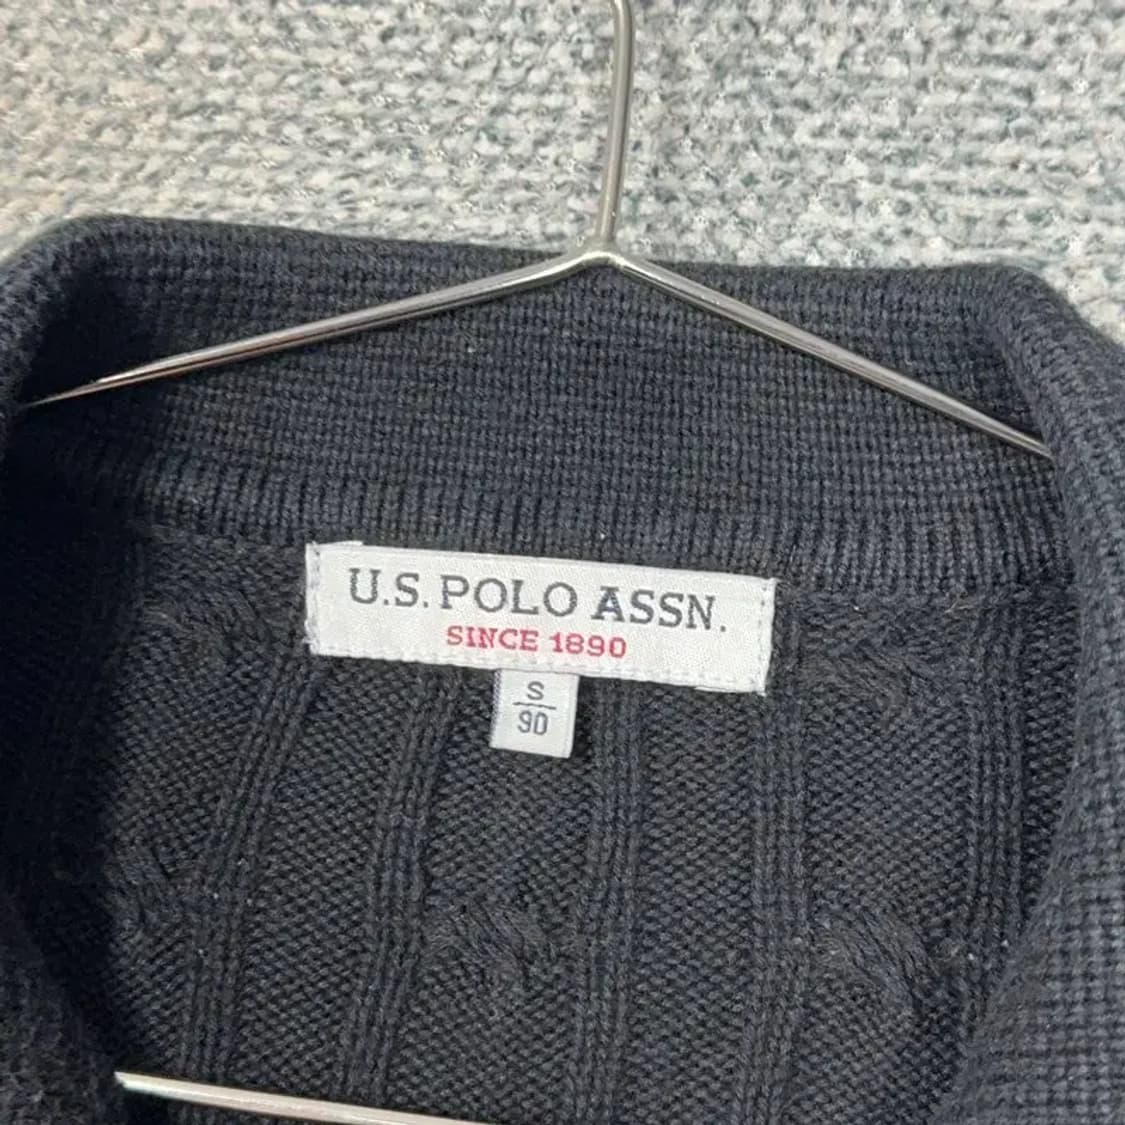 U.S. POLO ASSN.
SINCE 1890
S
90